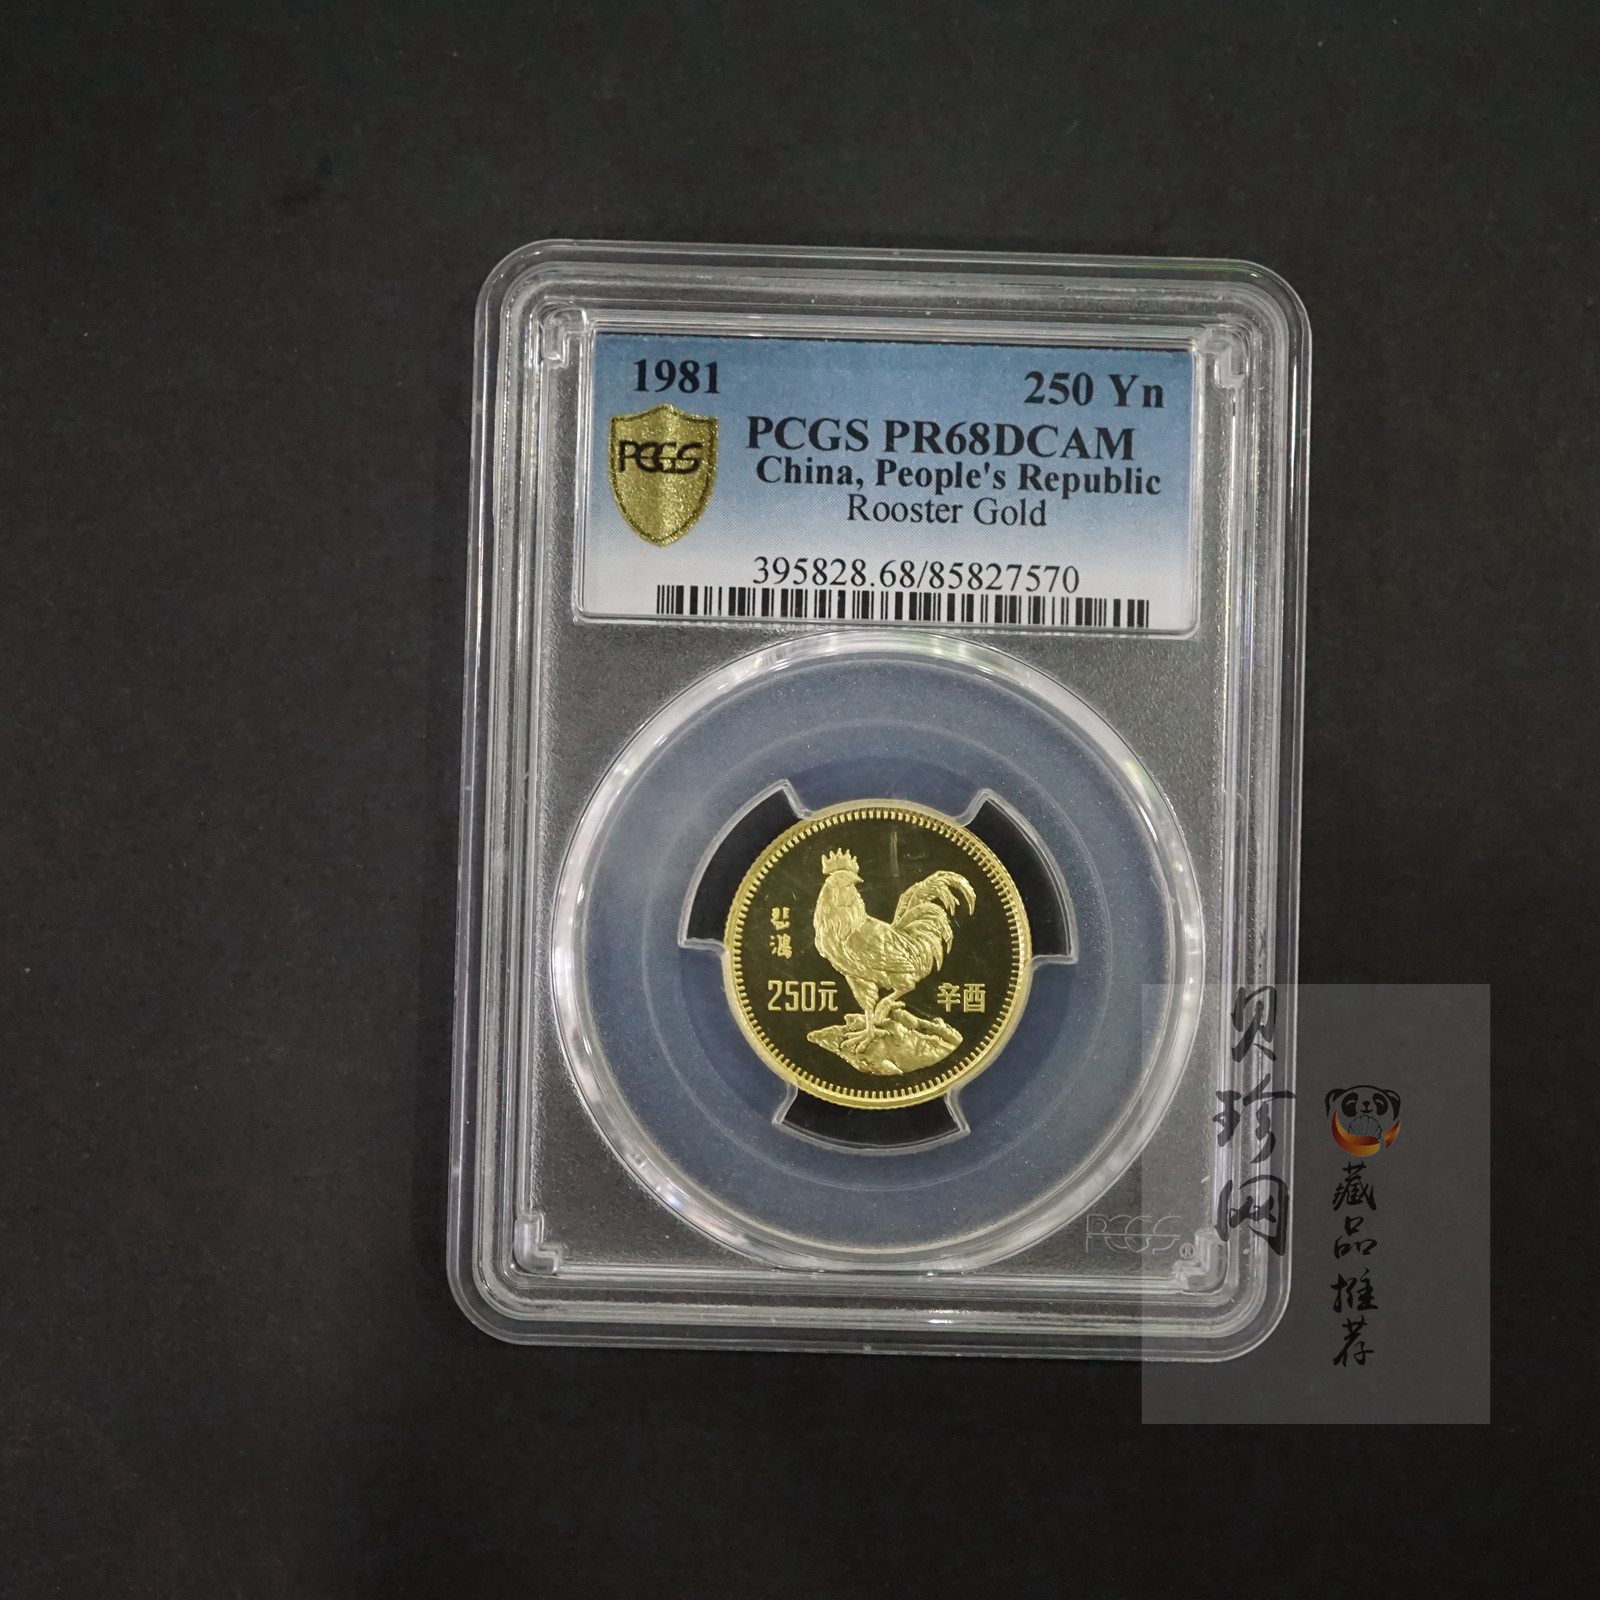 1981
250 Yn
PCGS
PCGS PR68DCAM
China, People's Republic
Rooster Gold
395828.68/85827570
悲鴻
250元
辛酉
PCGS®
贝珍网
藏品推荐